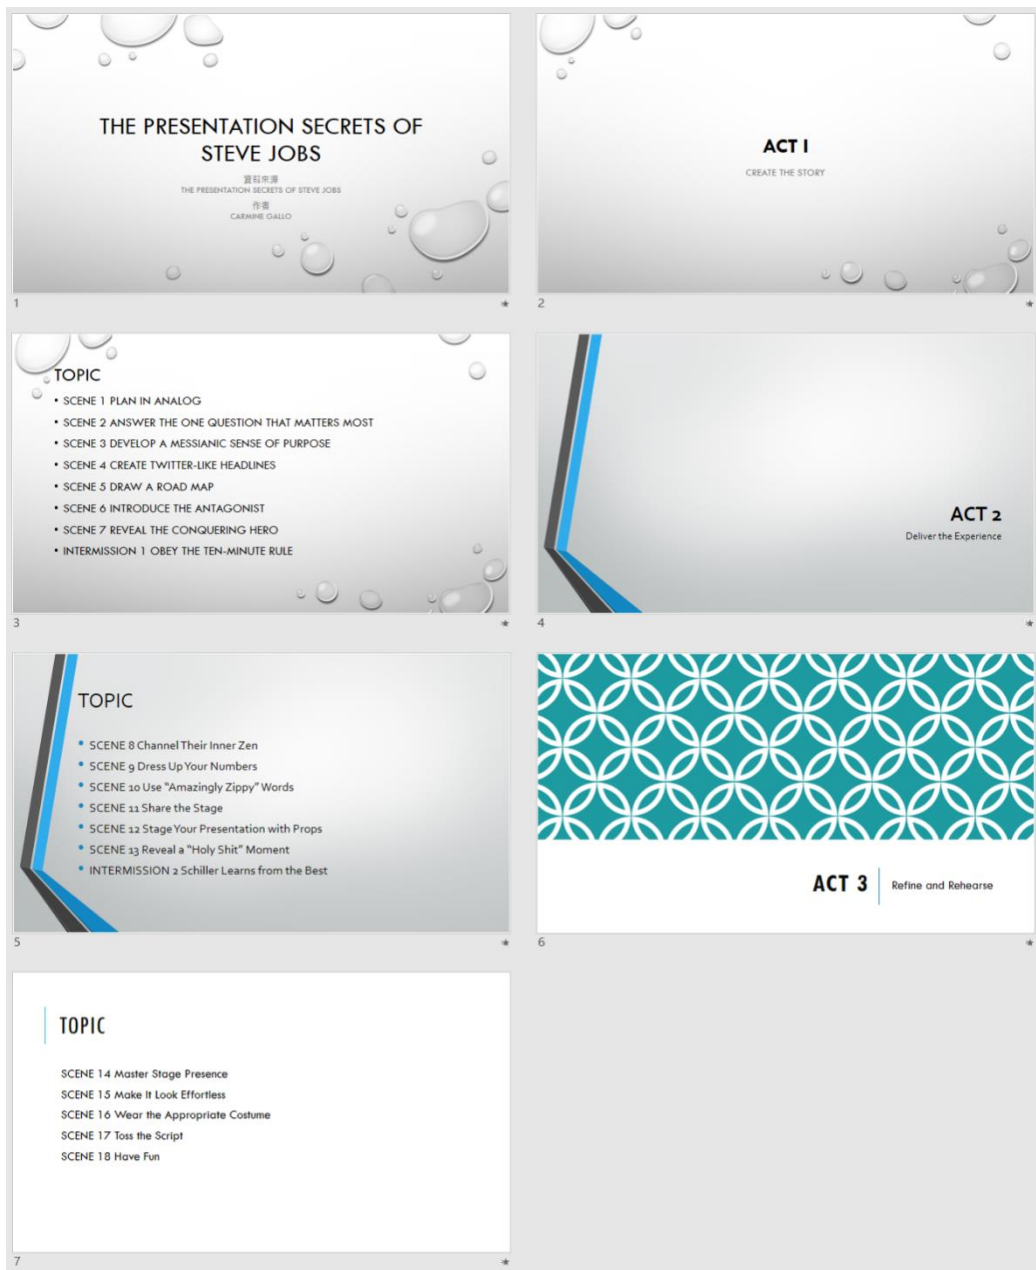 THE PRESENTATION SECRETS OF
STEVE JOBS
資料來源
THE PRESENTATION SECRETS OF STEVE JOBS
作者
CARMINE GALLO
1
ACT I
CREATE THE STORY
2
TOPIC
• SCENE 1 PLAN IN ANALOG
• SCENE 2 ANSWER THE ONE QUESTION THAT MATTERS MOST
• SCENE 3 DEVELOP A MESSIANIC SENSE OF PURPOSE
• SCENE 4 CREATE TWITTER-LIKE HEADLINES
• SCENE 5 DRAW A ROAD MAP
• SCENE 6 INTRODUCE THE ANTAGONIST
• SCENE 7 REVEAL THE CONQUERING HERO
• INTERMISSION 1 OBEY THE TEN-MINUTE RULE
3
ACT 2
Deliver the Experience
4
TOPIC
• SCENE 8 Channel Their Inner Zen
• SCENE 9 Dress Up Your Numbers
• SCENE 10 Use "Amazingly Zippy" Words
• SCENE 11 Share the Stage
• SCENE 12 Stage Your Presentation with Props
• SCENE 13 Reveal a "Holy Shit" Moment
• INTERMISSION 2 Schiller Learns from the Best
5
ACT 3
Refine and Rehearse
6
TOPIC
SCENE 14 Master Stage Presence
SCENE 15 Make It Look Effortless
SCENE 16 Wear the Appropriate Costume
SCENE 17 Toss the Script
SCENE 18 Have Fun
7